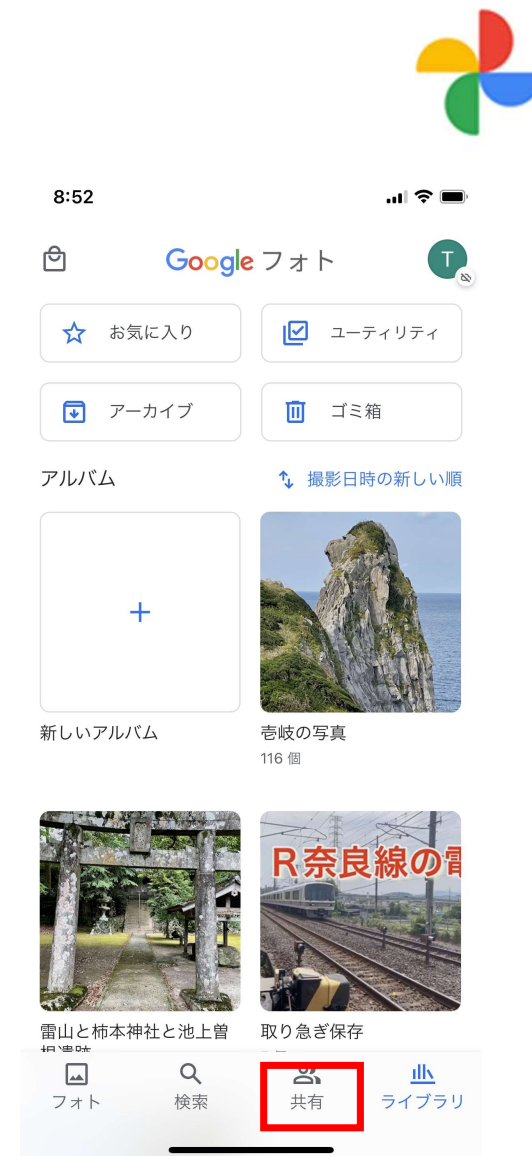 8:52
Google フォト
T
お気に入り
ユーティリティ
アーカイブ
ゴミ箱
アルバム
撮影日時の新しい順
新しいアルバム
壱岐の写真
116 個
R奈良線の電
雷山と柿本神社と池上曽
根遺跡
取り急ぎ保存
フォト
検索
共有
ライブラリ